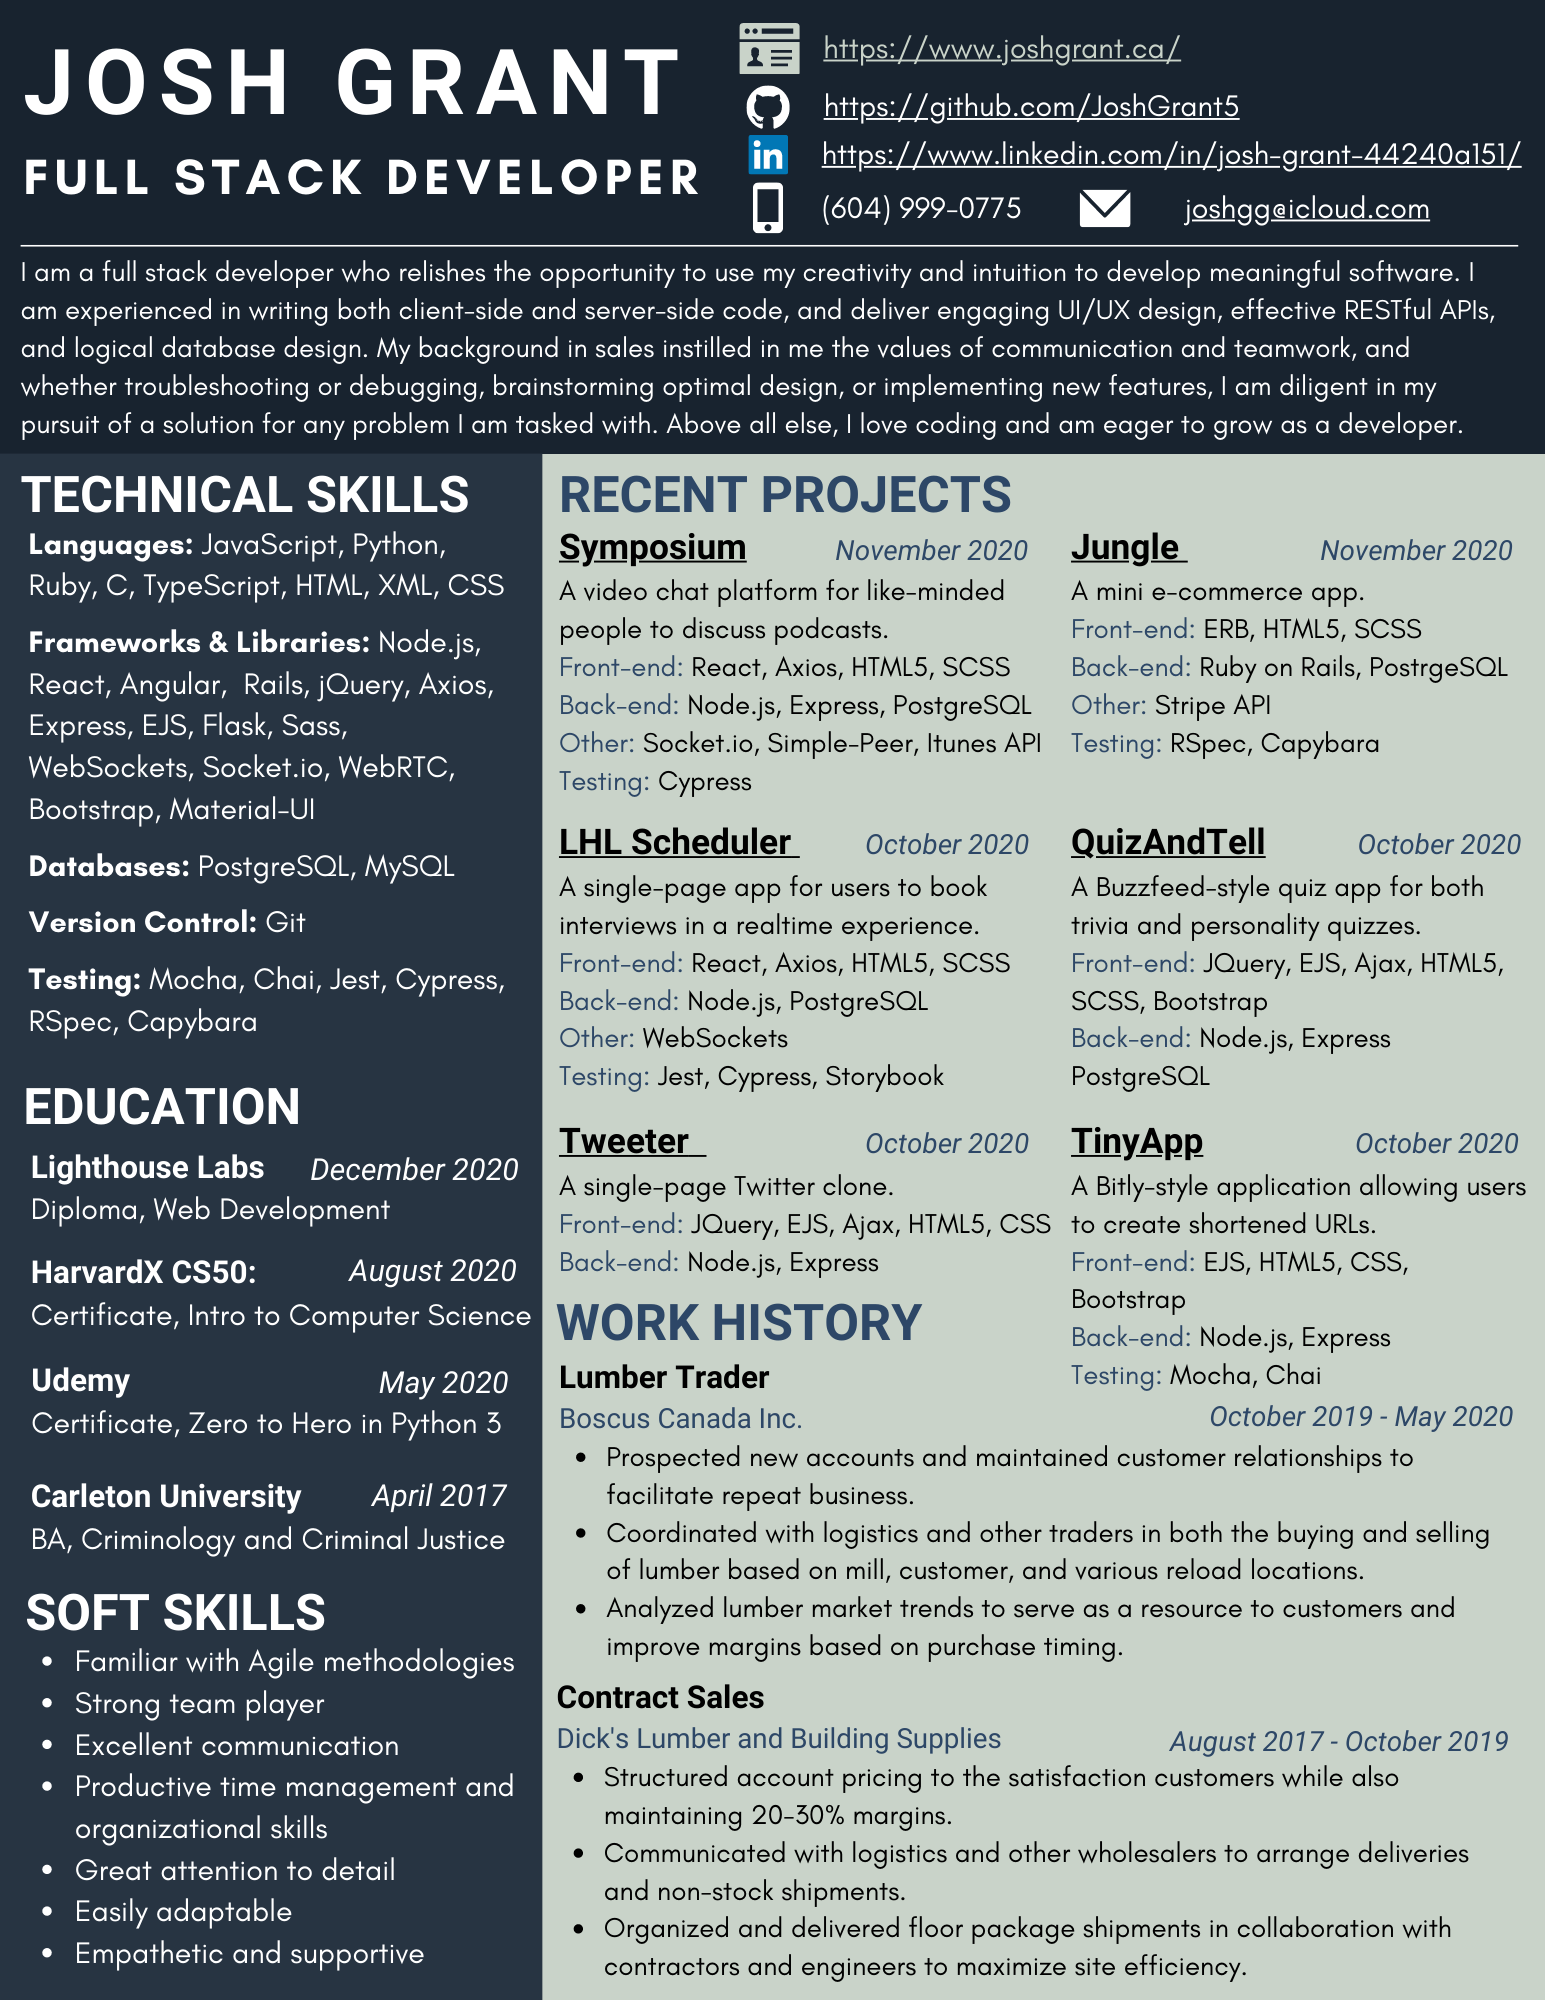 JOSH GRANT
FULL STACK DEVELOPER
https://www.joshgrant.ca/
https://github.com/JoshGrant5
in https://www.linkedin.com/in/josh-grant-44240a151/
(604) 999-0775 joshgg@icloud.com
I am a full stack developer who relishes the opportunity to use my creativity and intuition to develop meaningful software. I
am experienced in writing both client-side and server-side code, and deliver engaging UI/UX design, effective RESTful APIs,
and logical database design. My background in sales instilled in me the values of communication and teamwork, and
whether troubleshooting or debugging, brainstorming optimal design, or implementing new features, I am diligent in my
pursuit of a solution for any problem I am tasked with. Above all else, I love coding and am eager to grow as a developer.
TECHNICAL SKILLS
Languages: JavaScript, Python,
Ruby, C, TypeScript, HTML, XML, CSS
Frameworks & Libraries: Node.js,
React, Angular, Rails, jQuery, Axios,
Express, EJS, Flask, Sass,
WebSockets, Socket.io, WebRTC,
Bootstrap, Material-UI
Databases: PostgreSQL, MySQL
Version Control: Git
Testing: Mocha, Chai, Jest, Cypress,
RSpec, Capybara
EDUCATION
Lighthouse Labs December 2020
Diploma, Web Development
HarvardX CS50: August 2020
Certificate, Intro to Computer Science
Udemy May 2020
Certificate, Zero to Hero in Python 3
Carleton University April 2017
BA, Criminology and Criminal Justice
SOFT SKILLS
• Familiar with Agile methodologies
• Strong team player
• Excellent communication
• Productive time management and
organizational skills
• Great attention to detail
• Easily adaptable
• Empathetic and supportive
RECENT PROJECTS
Symposium November 2020
A video chat platform for like-minded
people to discuss podcasts.
Front-end: React, Axios, HTML5, SCSS
Back-end: Node.js, Express, PostgreSQL
Other: Socket.io, Simple-Peer, Itunes API
Testing: Cypress
Jungle November 2020
A mini e-commerce app.
Front-end: ERB, HTML5, SCSS
Back-end: Ruby on Rails, PostrgeSQL
Other: Stripe API
Testing: RSpec, Capybara
LHL Scheduler October 2020
A single-page app for users to book
interviews in a realtime experience.
Front-end: React, Axios, HTML5, SCSS
Back-end: Node.js, PostgreSQL
Other: WebSockets
Testing: Jest, Cypress, Storybook
QuizAndTell October 2020
A Buzzfeed-style quiz app for both
trivia and personality quizzes.
Front-end: JQuery, EJS, Ajax, HTML5,
SCSS, Bootstrap
Back-end: Node.js, Express
PostgreSQL
Tweeter October 2020
A single-page Twitter clone.
Front-end: JQuery, EJS, Ajax, HTML5, CSS
Back-end: Node.js, Express
TinyApp October 2020
A Bitly-style application allowing users
to create shortened URLs.
Front-end: EJS, HTML5, CSS,
Bootstrap
Back-end: Node.js, Express
Testing: Mocha, Chai
WORK HISTORY
Lumber Trader
Boscus Canada Inc. October 2019 - May 2020
• Prospected new accounts and maintained customer relationships to
facilitate repeat business.
• Coordinated with logistics and other traders in both the buying and selling
of lumber based on mill, customer, and various reload locations.
• Analyzed lumber market trends to serve as a resource to customers and
improve margins based on purchase timing.
Contract Sales
Dick's Lumber and Building Supplies August 2017 - October 2019
• Structured account pricing to the satisfaction customers while also
maintaining 20-30% margins.
• Communicated with logistics and other wholesalers to arrange deliveries
and non-stock shipments.
• Organized and delivered floor package shipments in collaboration with
contractors and engineers to maximize site efficiency.